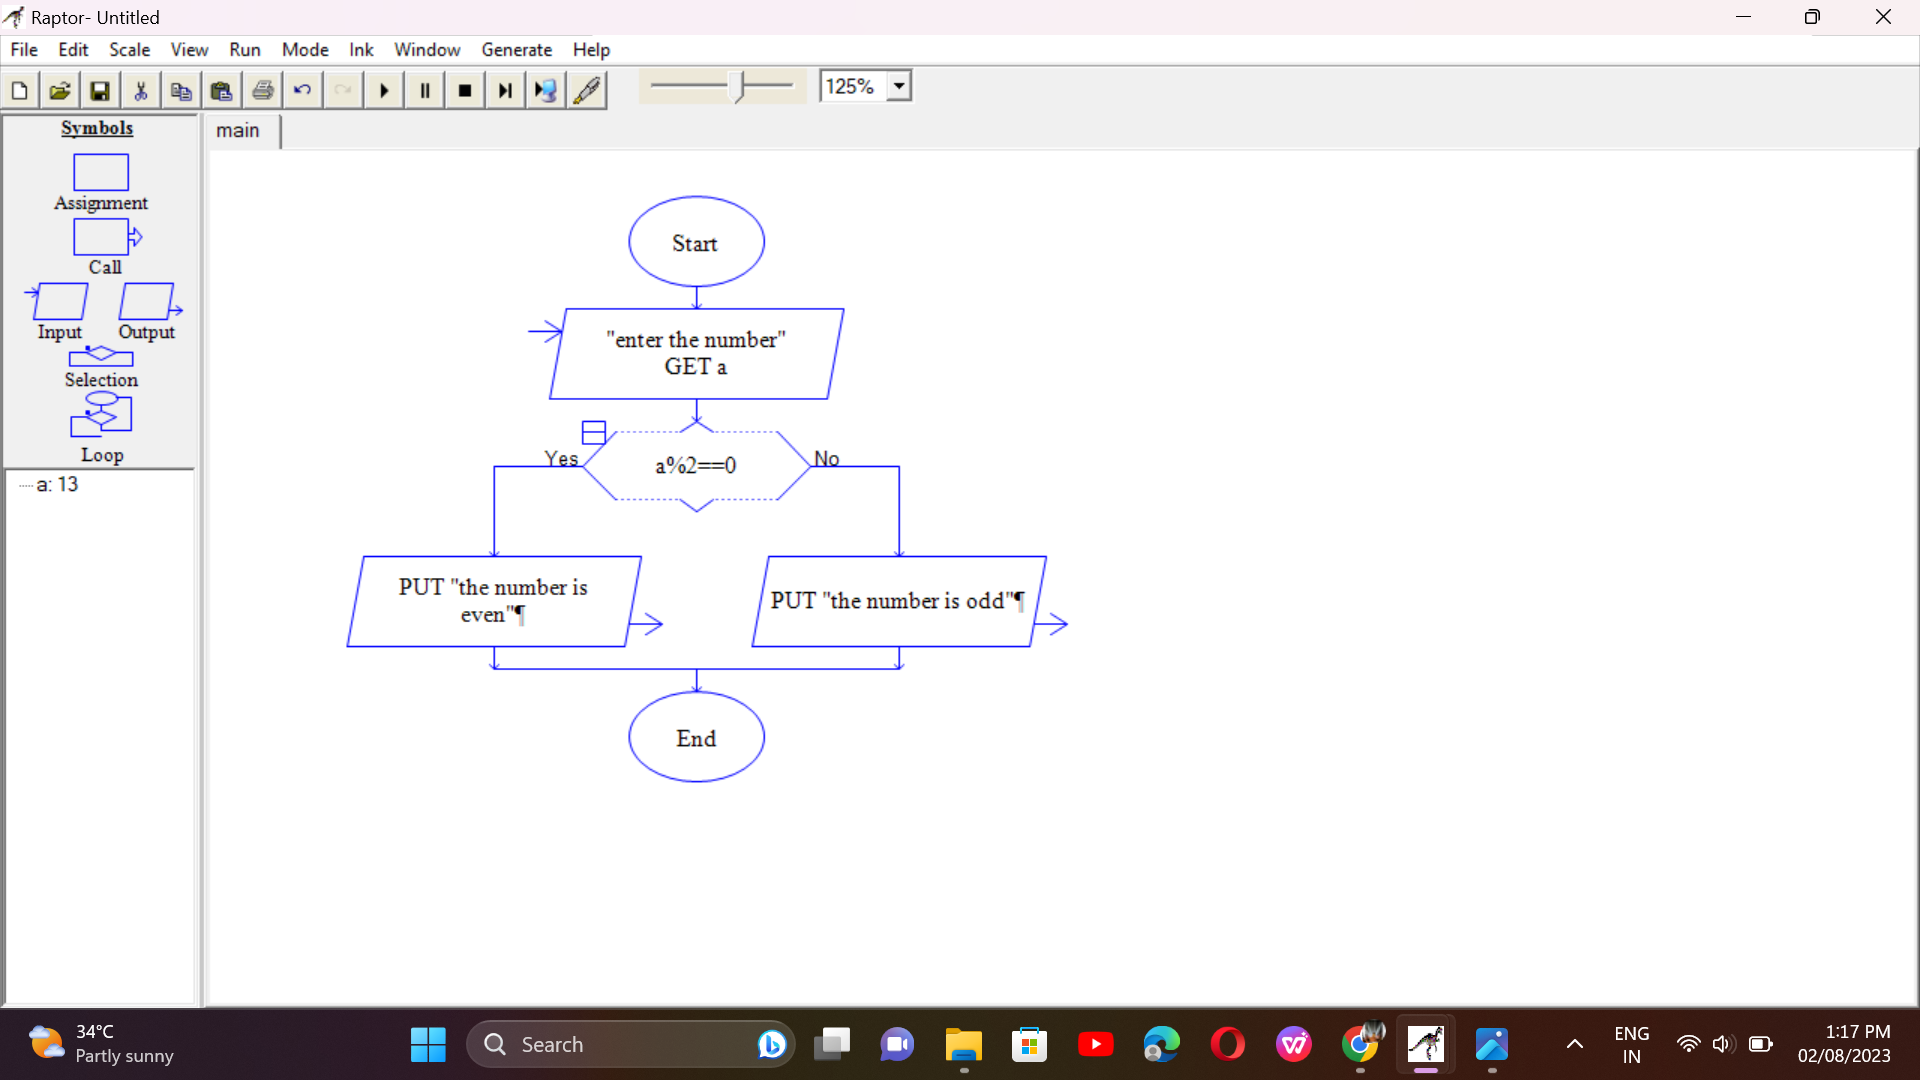 Raptor- Untitled
File Edit Scale View Run Mode Ink Window Generate Help
125%
Symbols
Assignment
Call
Input Output
Selection
Loop
a: 13
main
Start
"enter the number"
GET a
Yes
a%2==0
No
PUT "the number is
even"¶
PUT "the number is odd"¶
End
34°C
Partly sunny
Search
ENG
IN
1:17 PM
02/08/2023